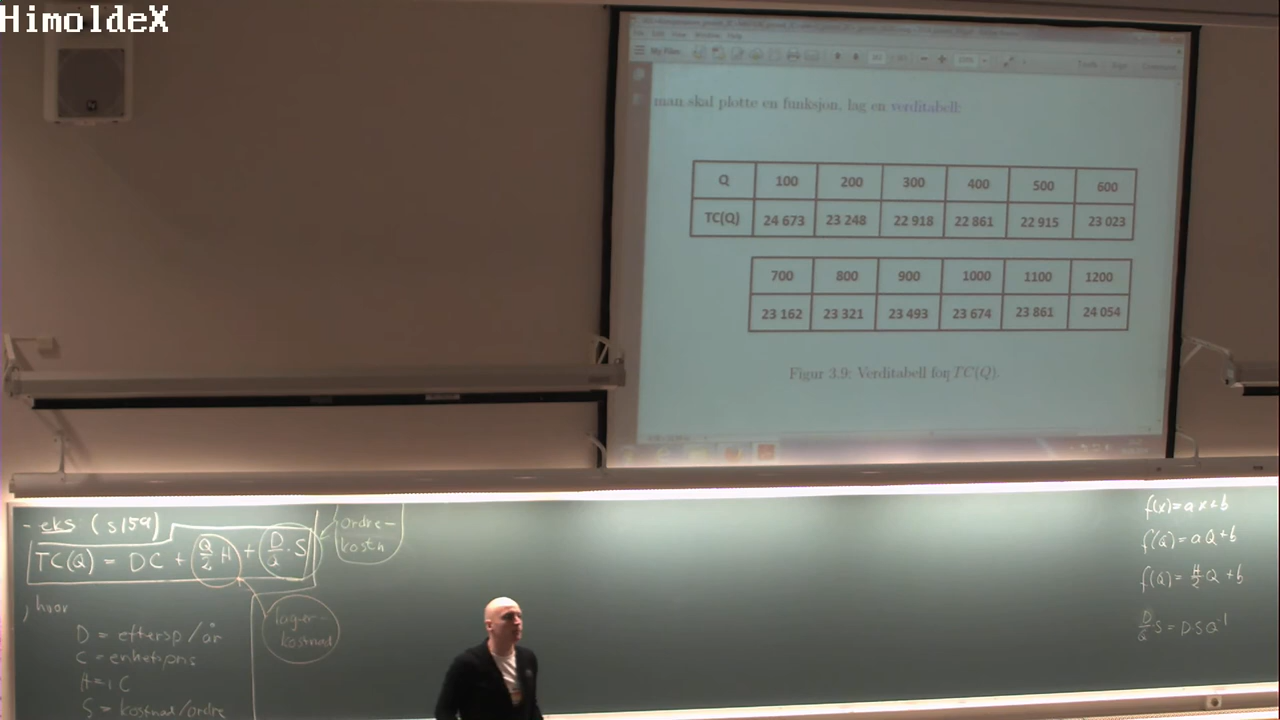 HimoldeX
My Files
man skal plotte en funksjon, lag en verditabell:
Q 100 200 300 400 500 600
TC(Q) 24 673 23 248 22 918 22 861 22 915 23 023
700 800 900 1000 1100 1200
23 162 23 321 23 493 23 674 23 861 24 054
Figur 3.9: Verditabell for TC(Q).
- eks (s159)
TC(Q) = DC + Q/2 H + D/Q · S
ordre-
kostn
lager-
kostnad
, hvor
D = eftersp/år
C = enhetspris
H = i C
S = kostnad/ordre
f(x) = ax+b
f(Q) = aQ+b
f(Q) = H/2 Q + b
D/Q S = D·S Q⁻¹